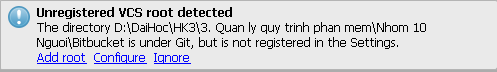 Unregistered VCS root detected
The directory D:\DaiHoc\HK3\3. Quan ly quy trinh phan mem\Nhom 10
Nguoi\Bitbucket is under Git, but is not registered in the Settings.
Add root Configure Ignore